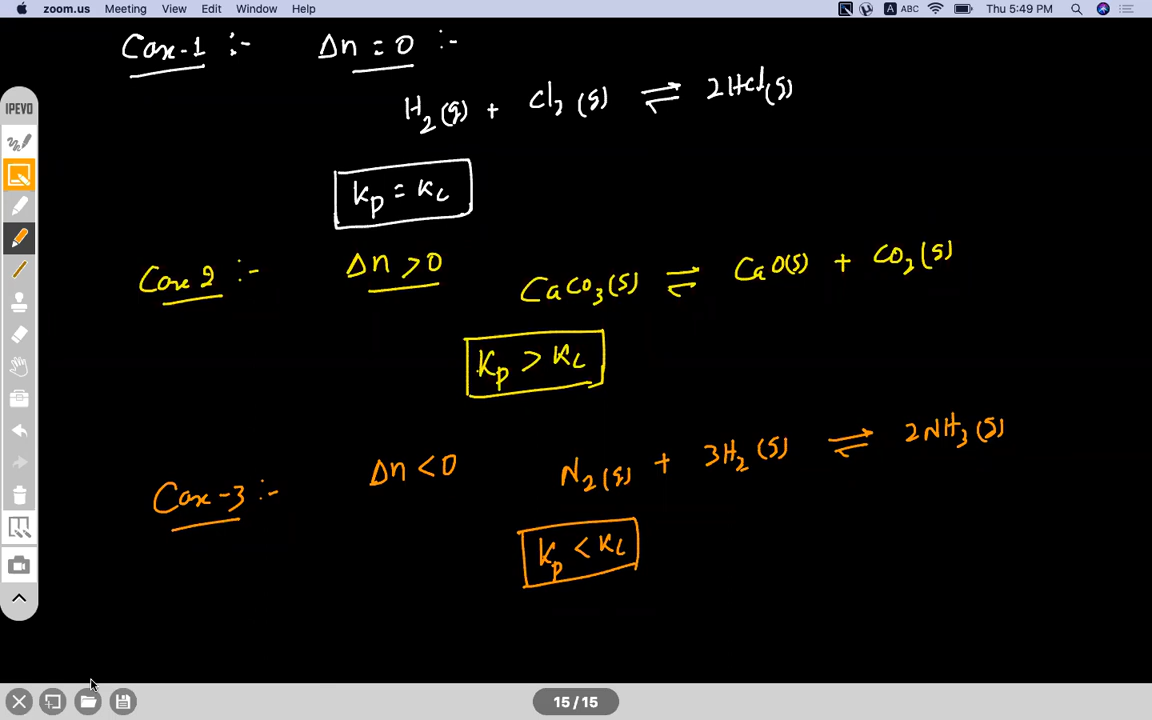 zoom.us Meeting View Edit Window Help A ABC Thu 5:49 PM
IPEVO
Case-1 :- Δn = 0 :-
H₂(g) + Cl₂(g) ⇌ 2HCl(g)
Kp = Kc
Case 2 :- Δn > 0 CaCO₃(s) ⇌ CaO(s) + CO₂(g)
Kp > Kc
Case-3 :- Δn < 0 N₂(g) + 3H₂(g) ⇌ 2NH₃(g)
Kp < Kc
15 / 15